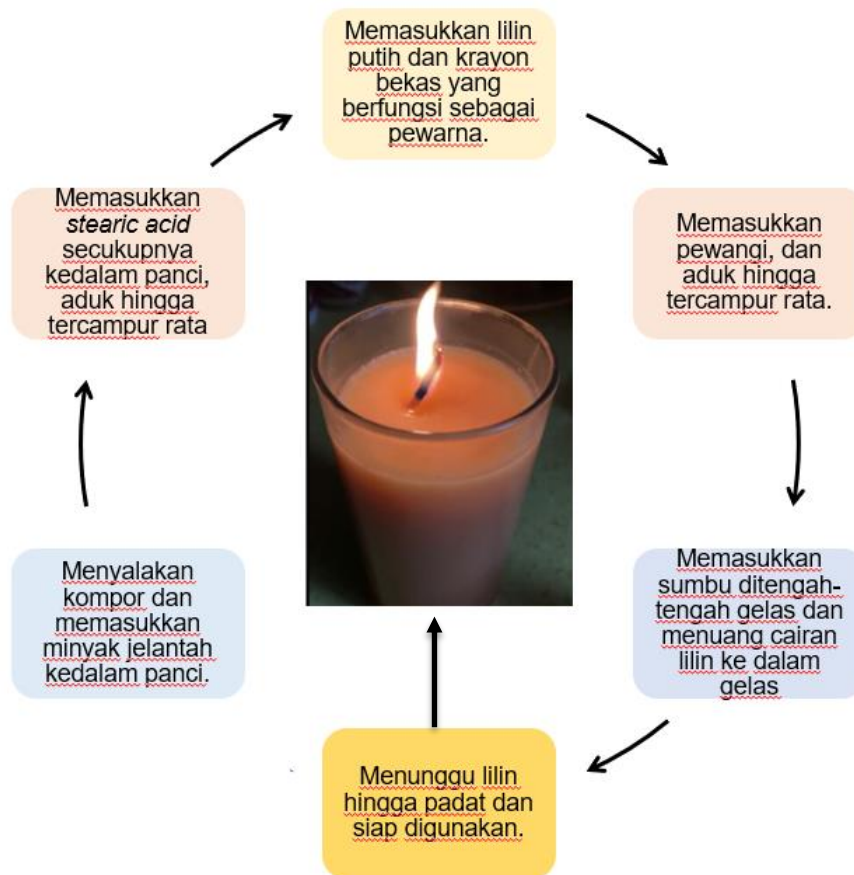 Memasukkan lilin
putih dan krayon
bekas yang
berfungsi sebagai
pewarna.
Memasukkan
stearic acid
secukupnya
kedalam panci,
aduk hingga
tercampur rata
Memasukkan
pewangi, dan
aduk hingga
tercampur rata.
Menyalakan
kompor dan
memasukkan
minyak jelantah
kedalam panci.
Memasukkan
sumbu ditengah-
tengah gelas dan
menuang cairan
lilin ke dalam
gelas
Menunggu lilin
hingga padat dan
siap digunakan.